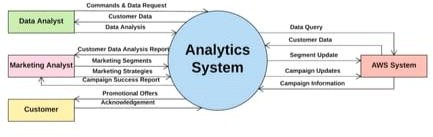 Commands & Data Request
Data Analyst
Customer Data
Data Analysis
Customer Data Analysis Report
Marketing Analyst
Marketing Segments
Marketing Strategies
Campaign Success Report
Customer
Promotional Offers
Acknowledgement
Analytics
System
Data Query
Customer Data
Segment Update
Campaign Updates
Campaign Information
AWS System